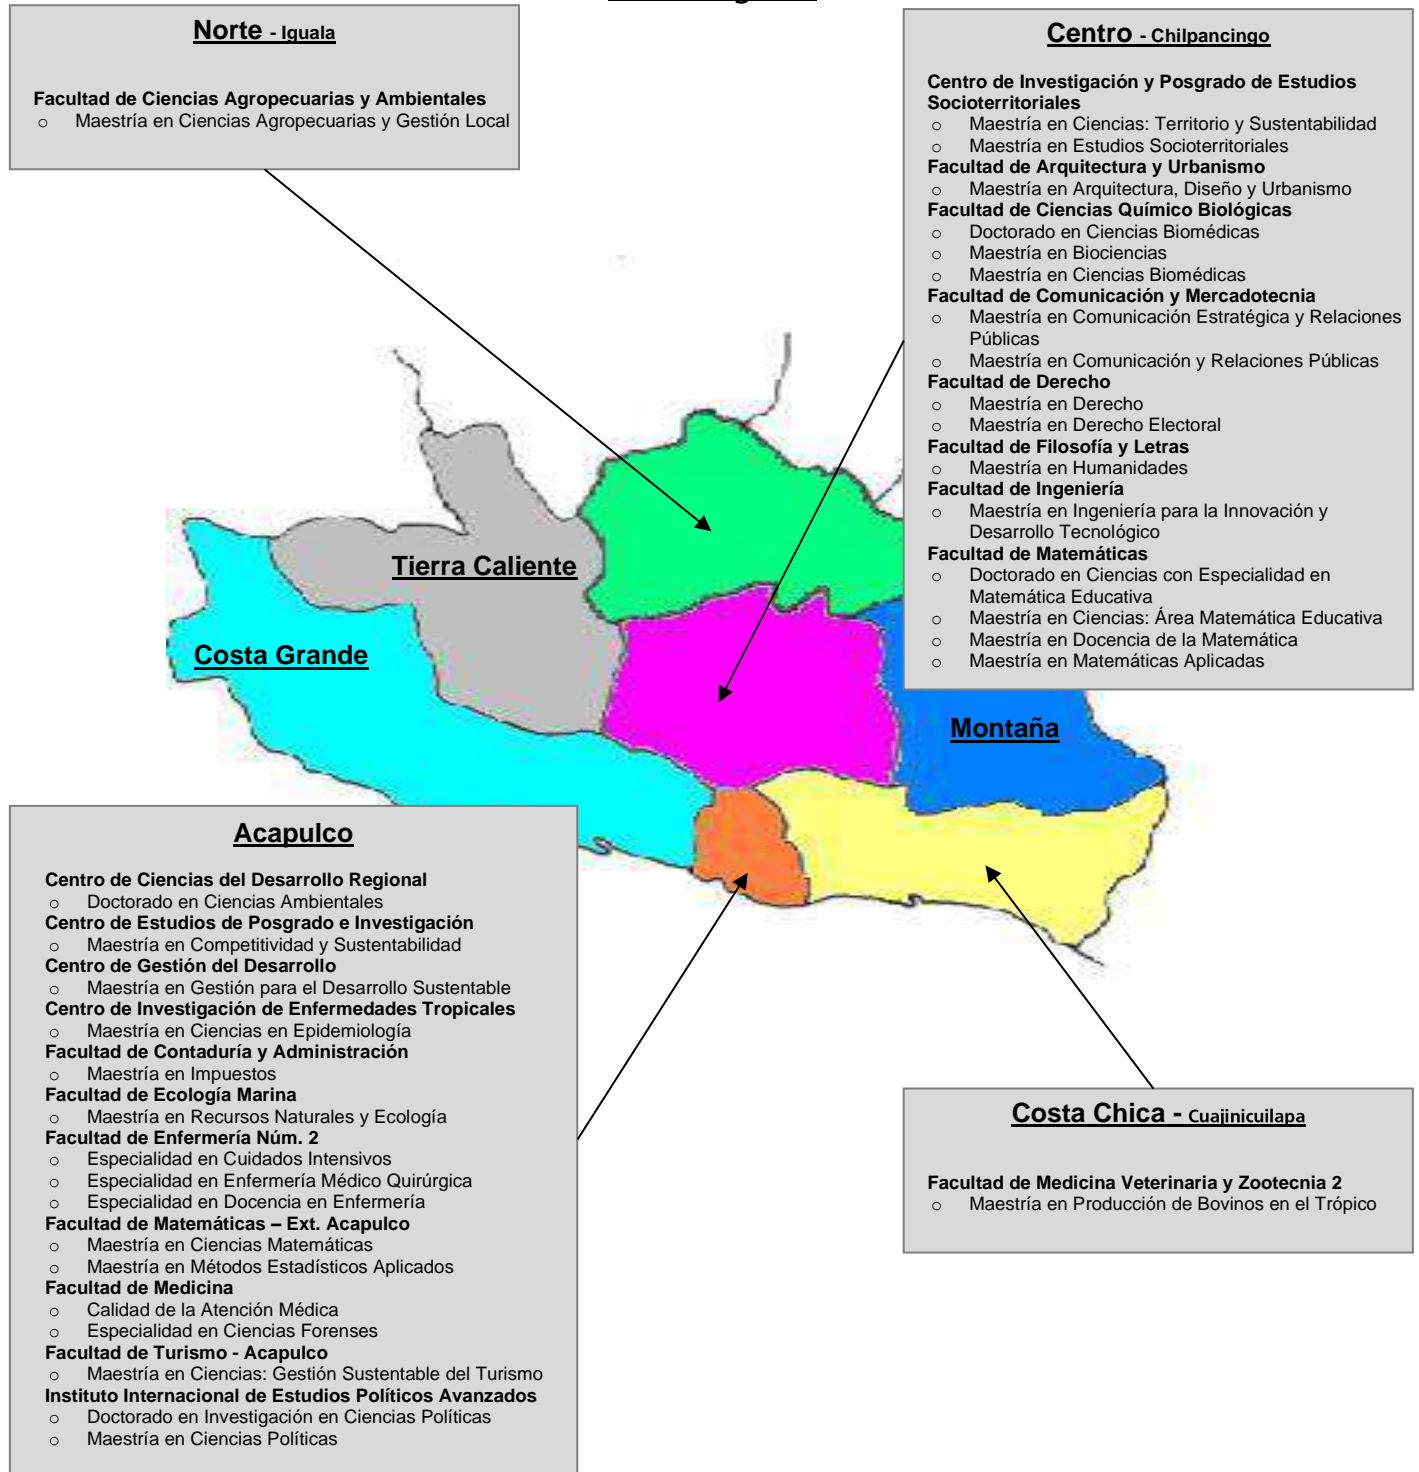 Norte - Iguala
Facultad de Ciencias Agropecuarias y Ambientales
o Maestría en Ciencias Agropecuarias y Gestión Local
Centro - Chilpancingo
Centro de Investigación y Posgrado de Estudios
Socioterritoriales
o Maestría en Ciencias: Territorio y Sustentabilidad
o Maestría en Estudios Socioterritoriales
Facultad de Arquitectura y Urbanismo
o Maestría en Arquitectura, Diseño y Urbanismo
Facultad de Ciencias Químico Biológicas
o Doctorado en Ciencias Biomédicas
o Maestría en Biociencias
o Maestría en Ciencias Biomédicas
Facultad de Comunicación y Mercadotecnia
o Maestría en Comunicación Estratégica y Relaciones
Públicas
o Maestría en Comunicación y Relaciones Públicas
Facultad de Derecho
o Maestría en Derecho
o Maestría en Derecho Electoral
Facultad de Filosofía y Letras
o Maestría en Humanidades
Facultad de Ingeniería
o Maestría en Ingeniería para la Innovación y
Desarrollo Tecnológico
Facultad de Matemáticas
o Doctorado en Ciencias con Especialidad en
Matemática Educativa
o Maestría en Ciencias: Área Matemática Educativa
o Maestría en Docencia de la Matemática
o Maestría en Matemáticas Aplicadas
Tierra Caliente
Costa Grande
Montaña
Acapulco
Centro de Ciencias del Desarrollo Regional
o Doctorado en Ciencias Ambientales
Centro de Estudios de Posgrado e Investigación
o Maestría en Competitividad y Sustentabilidad
Centro de Gestión del Desarrollo
o Maestría en Gestión para el Desarrollo Sustentable
Centro de Investigación de Enfermedades Tropicales
o Maestría en Ciencias en Epidemiología
Facultad de Contaduría y Administración
o Maestría en Impuestos
Facultad de Ecología Marina
o Maestría en Recursos Naturales y Ecología
Facultad de Enfermería Núm. 2
o Especialidad en Cuidados Intensivos
o Especialidad en Enfermería Médico Quirúrgica
o Especialidad en Docencia en Enfermería
Facultad de Matemáticas – Ext. Acapulco
o Maestría en Ciencias Matemáticas
o Maestría en Métodos Estadísticos Aplicados
Facultad de Medicina
o Calidad de la Atención Médica
o Especialidad en Ciencias Forenses
Facultad de Turismo - Acapulco
o Maestría en Ciencias: Gestión Sustentable del Turismo
Instituto Internacional de Estudios Políticos Avanzados
o Doctorado en Investigación en Ciencias Políticas
o Maestría en Ciencias Políticas
Costa Chica - Cuajinicuilapa
Facultad de Medicina Veterinaria y Zootecnia 2
o Maestría en Producción de Bovinos en el Trópico